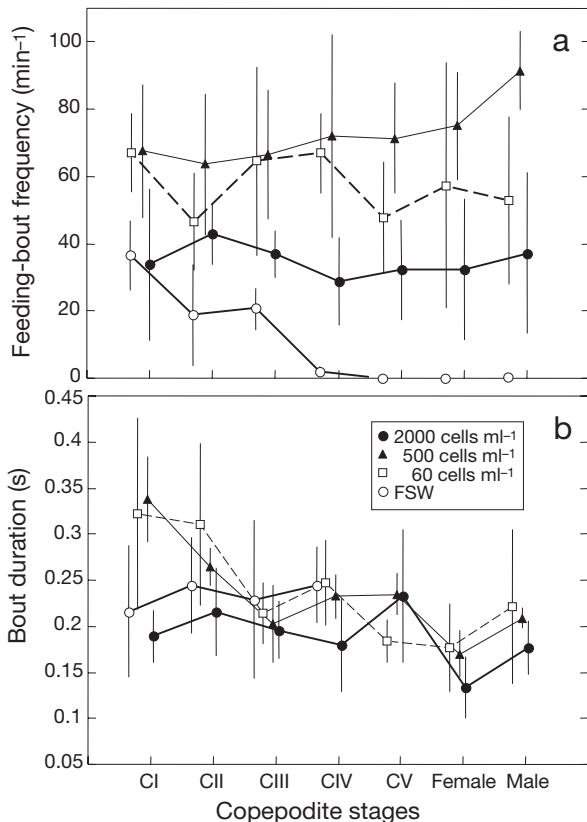 a
Feeding-bout frequency (min⁻¹)
100
80
60
40
20
0
b
Bout duration (s)
0.45
0.4
0.35
0.3
0.25
0.2
0.15
0.1
0.05
2000 cells ml⁻¹
500 cells ml⁻¹
60 cells ml⁻¹
FSW
CI CII CIII CIV CV Female Male
Copepodite stages